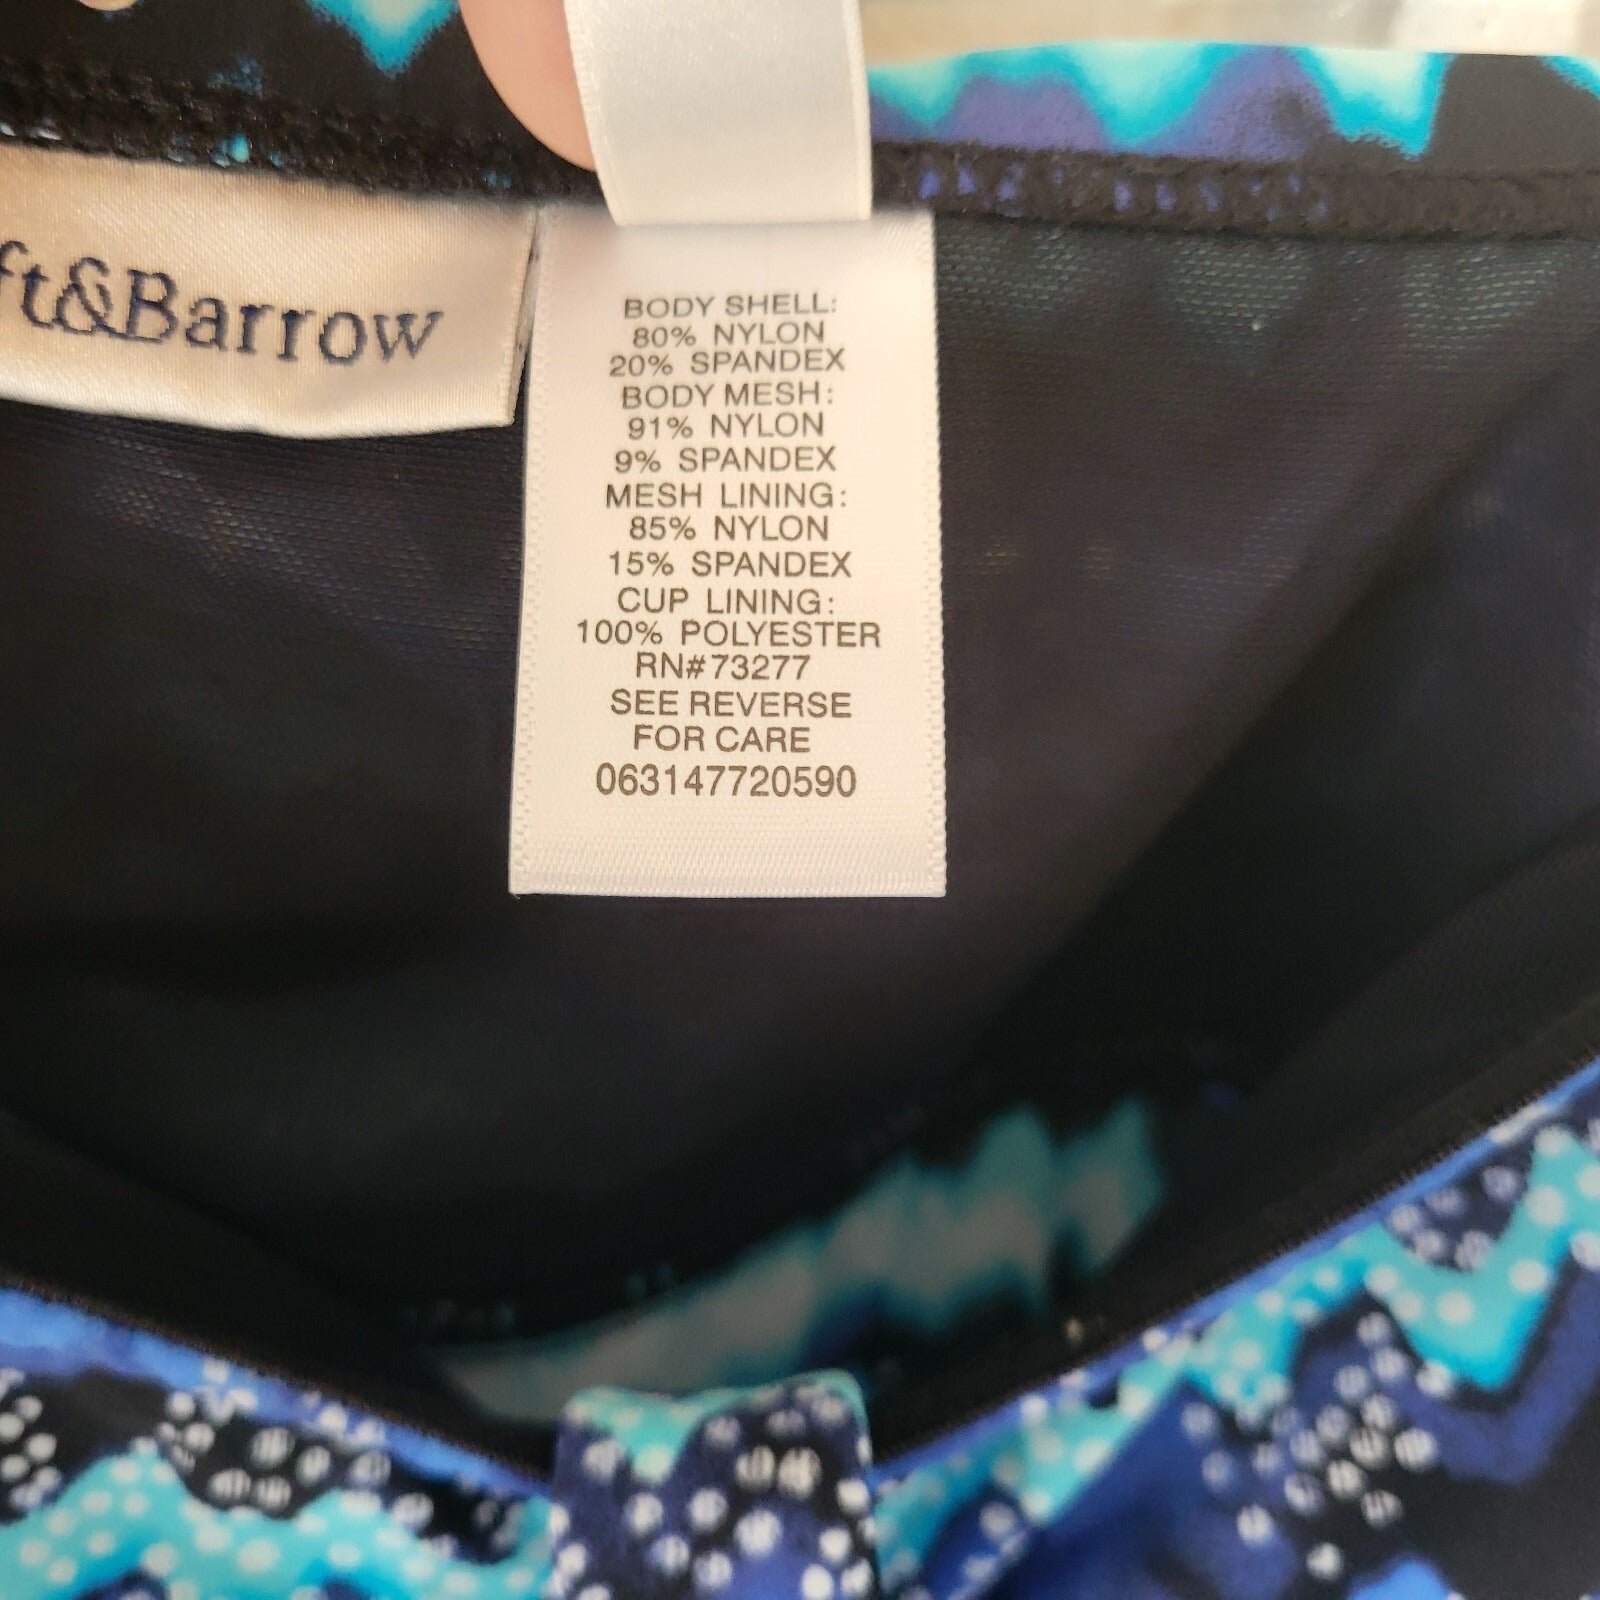 ft&Barrow
BODY SHELL:
80% NYLON
20% SPANDEX
BODY MESH:
91% NYLON
9% SPANDEX
MESH LINING:
85% NYLON
15% SPANDEX
CUP LINING:
100% POLYESTER
RN#73277
SEE REVERSE
FOR CARE
063147720590